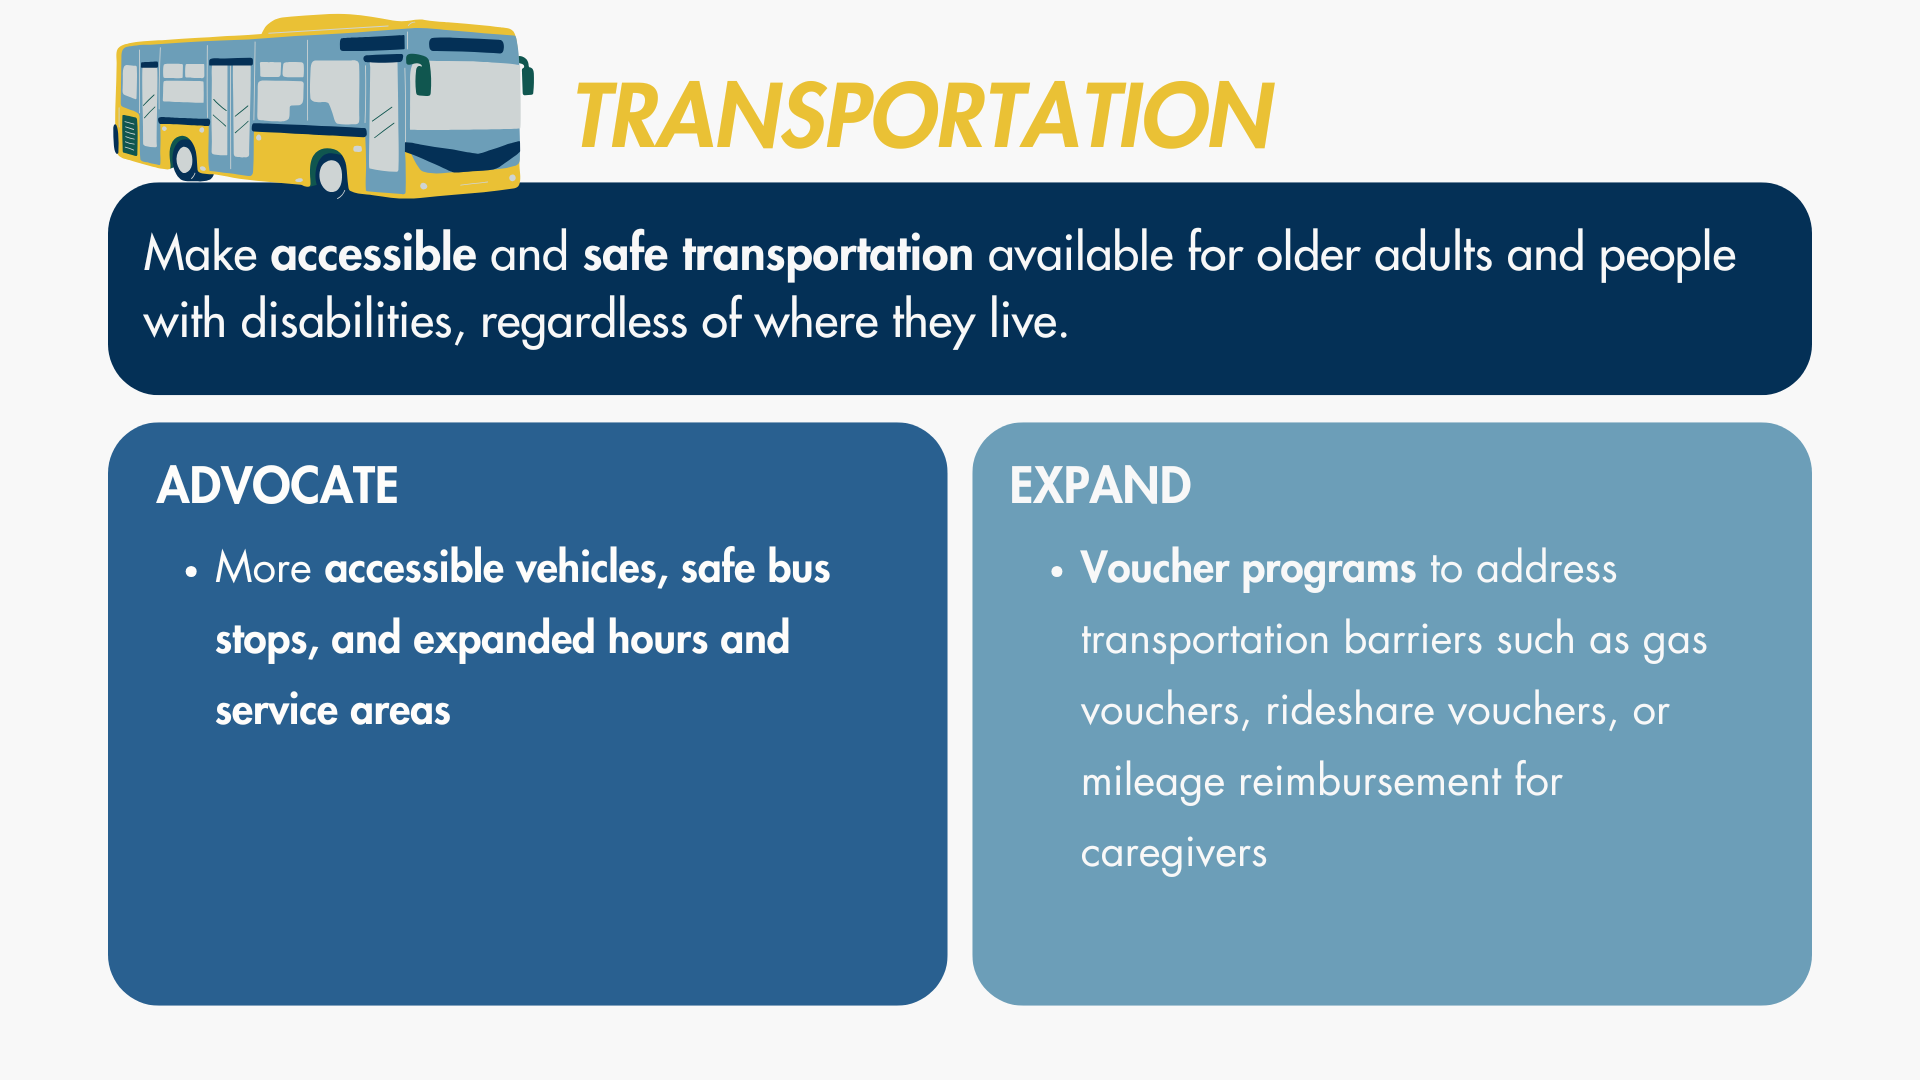 TRANSPORTATION
Make accessible and safe transportation available for older adults and people
with disabilities, regardless of where they live.
ADVOCATE
• More accessible vehicles, safe bus
stops, and expanded hours and
service areas
EXPAND
• Voucher programs to address
transportation barriers such as gas
vouchers, rideshare vouchers, or
mileage reimbursement for
caregivers